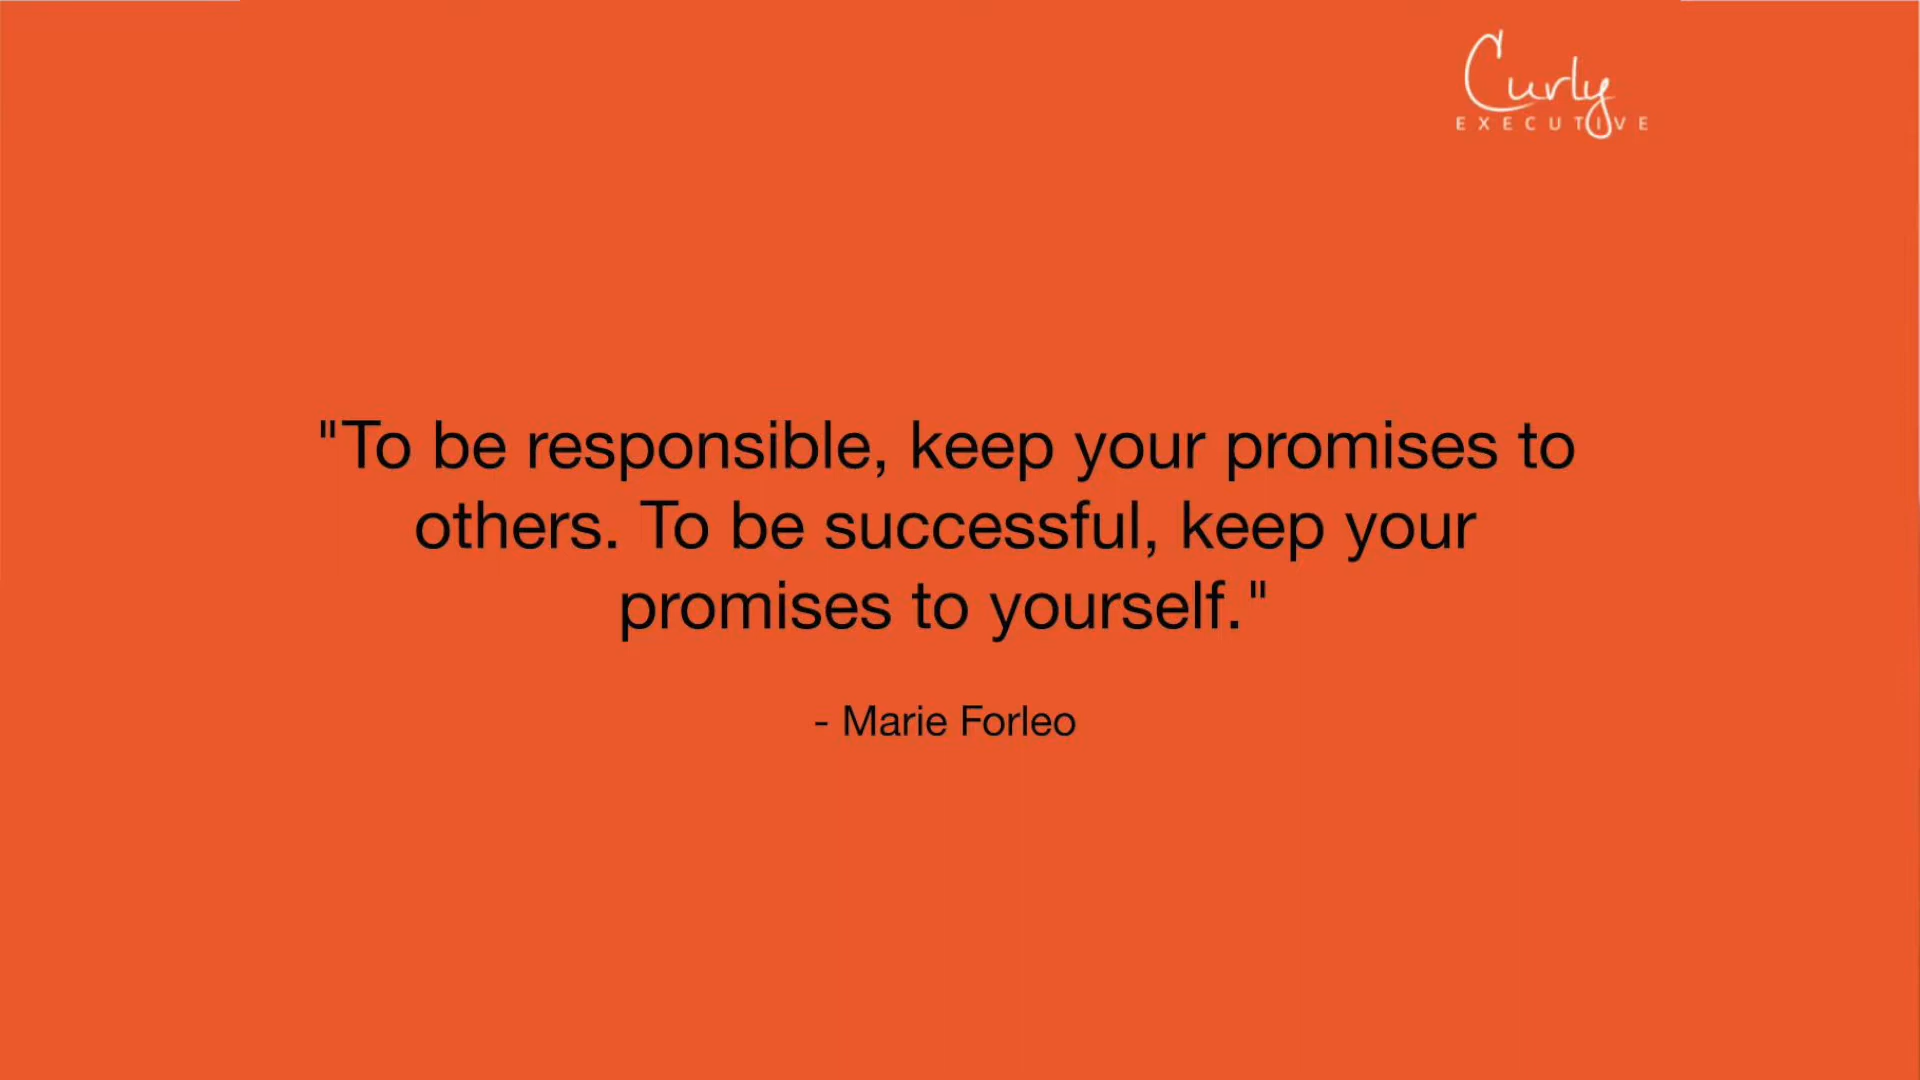 Curly
EXECUTIVE
"To be responsible, keep your promises to
others. To be successful, keep your
promises to yourself."
- Marie Forleo